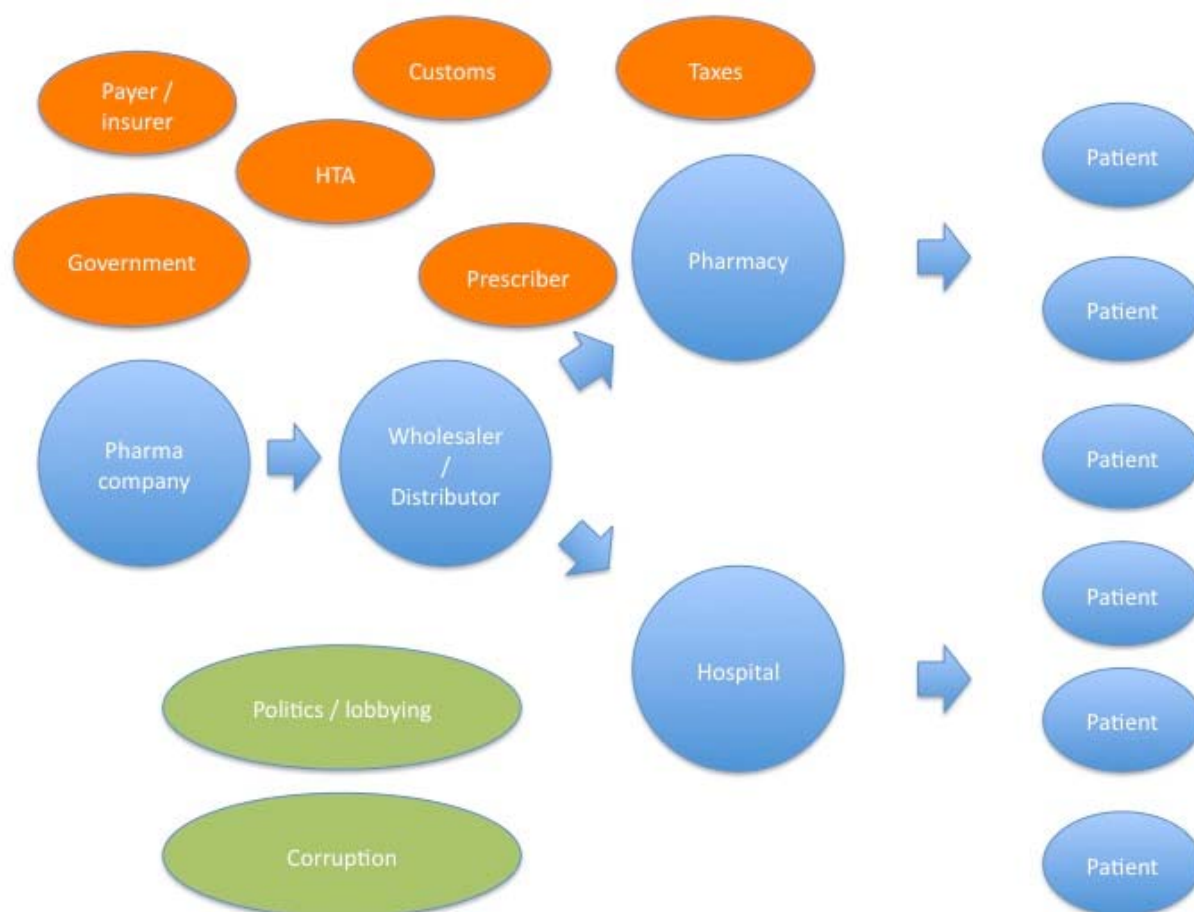 Customs
Taxes
Payer /
insurer
HTA
Government
Prescriber
Pharmacy
Pharma
company
Wholesaler
/
Distributor
Hospital
Politics / lobbying
Corruption
Patient
Patient
Patient
Patient
Patient
Patient